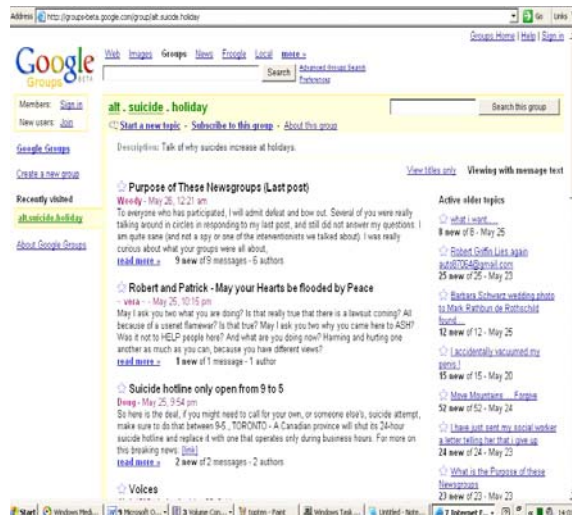 Address http://groups-beta.google.com/group/alt.suicide.holiday
Go Links
Groups Home | Help | Sign in
Google
Groups BETA
Web Images Groups News Froogle Local more »
Search Advanced Groups Search
Preferences
Members: Sign in
New users: Join
Google Groups
Create a new group
Recently visited
alt.suicide.holiday
About Google Groups
alt . suicide . holiday
Search this group
Start a new topic - Subscribe to this group - About this group
Description: Talk of why suicides increase at holidays.
View titles only Viewing with message text
Purpose of These Newsgroups (Last post)
Woody - May 26, 12:21 am
To everyone who has participated, I will admit defeat and bow out. Several of you were really
talking around in circles in responding to my last post, and still did not answer my questions. I
am quite sane (and not a spy or one of the interventionists we talked about). I was really
curious about what your groups were all about,
read more » 9 new of 9 messages - 6 authors
Robert and Patrick - May your Hearts be flooded by Peace
- vera - - May 25, 10:15 pm
May I ask you two what you are doing? Is that really true that there is a lawsuit coming? All
because of a usenet flamewar? Is that true? May I ask you two why you came here to ASH?
Was it not to HELP people here? And what are you doing now? Harming and hurting one
another as much as you can, because you have different views?
read more » 1 new of 1 message - 1 author
Suicide hotline only open from 9 to 5
Doug - May 25, 9:54 pm
So here is the deal, if you might need to call for your own, or someone else's, suicide attempt,
make sure to do that between 9-5 , TORONTO - A Canadian province will shut its 24-hour
suicide hotline and replace it with one that operates only during business hours. For more on
this breaking news: [link]
read more » 2 new of 2 messages - 2 authors
Voices
Active older topics
what i want.....
8 new of 8 - May 25
Robert Griffin Lies again
auto87064@gmail.com
25 new of 25 - May 23
Barbara Schwarz wedding photo
to Mark Rathbun de Rothschild
found...
12 new of 12 - May 25
I accidentally vacuumed my
penis !
15 new of 15 - May 20
Move Mountains... Forgive
52 new of 52 - May 24
I have just sent my social worker
a letter telling her that i give up
24 new of 24 - May 23
What is the Purpose of these
Newsgroups
23 new of 23 - May 23
Start Windows Medi... 9 Microsoft O... 3 Volume Con... - Paint Windows Task ... Untitled - Note... 7 Internet E...